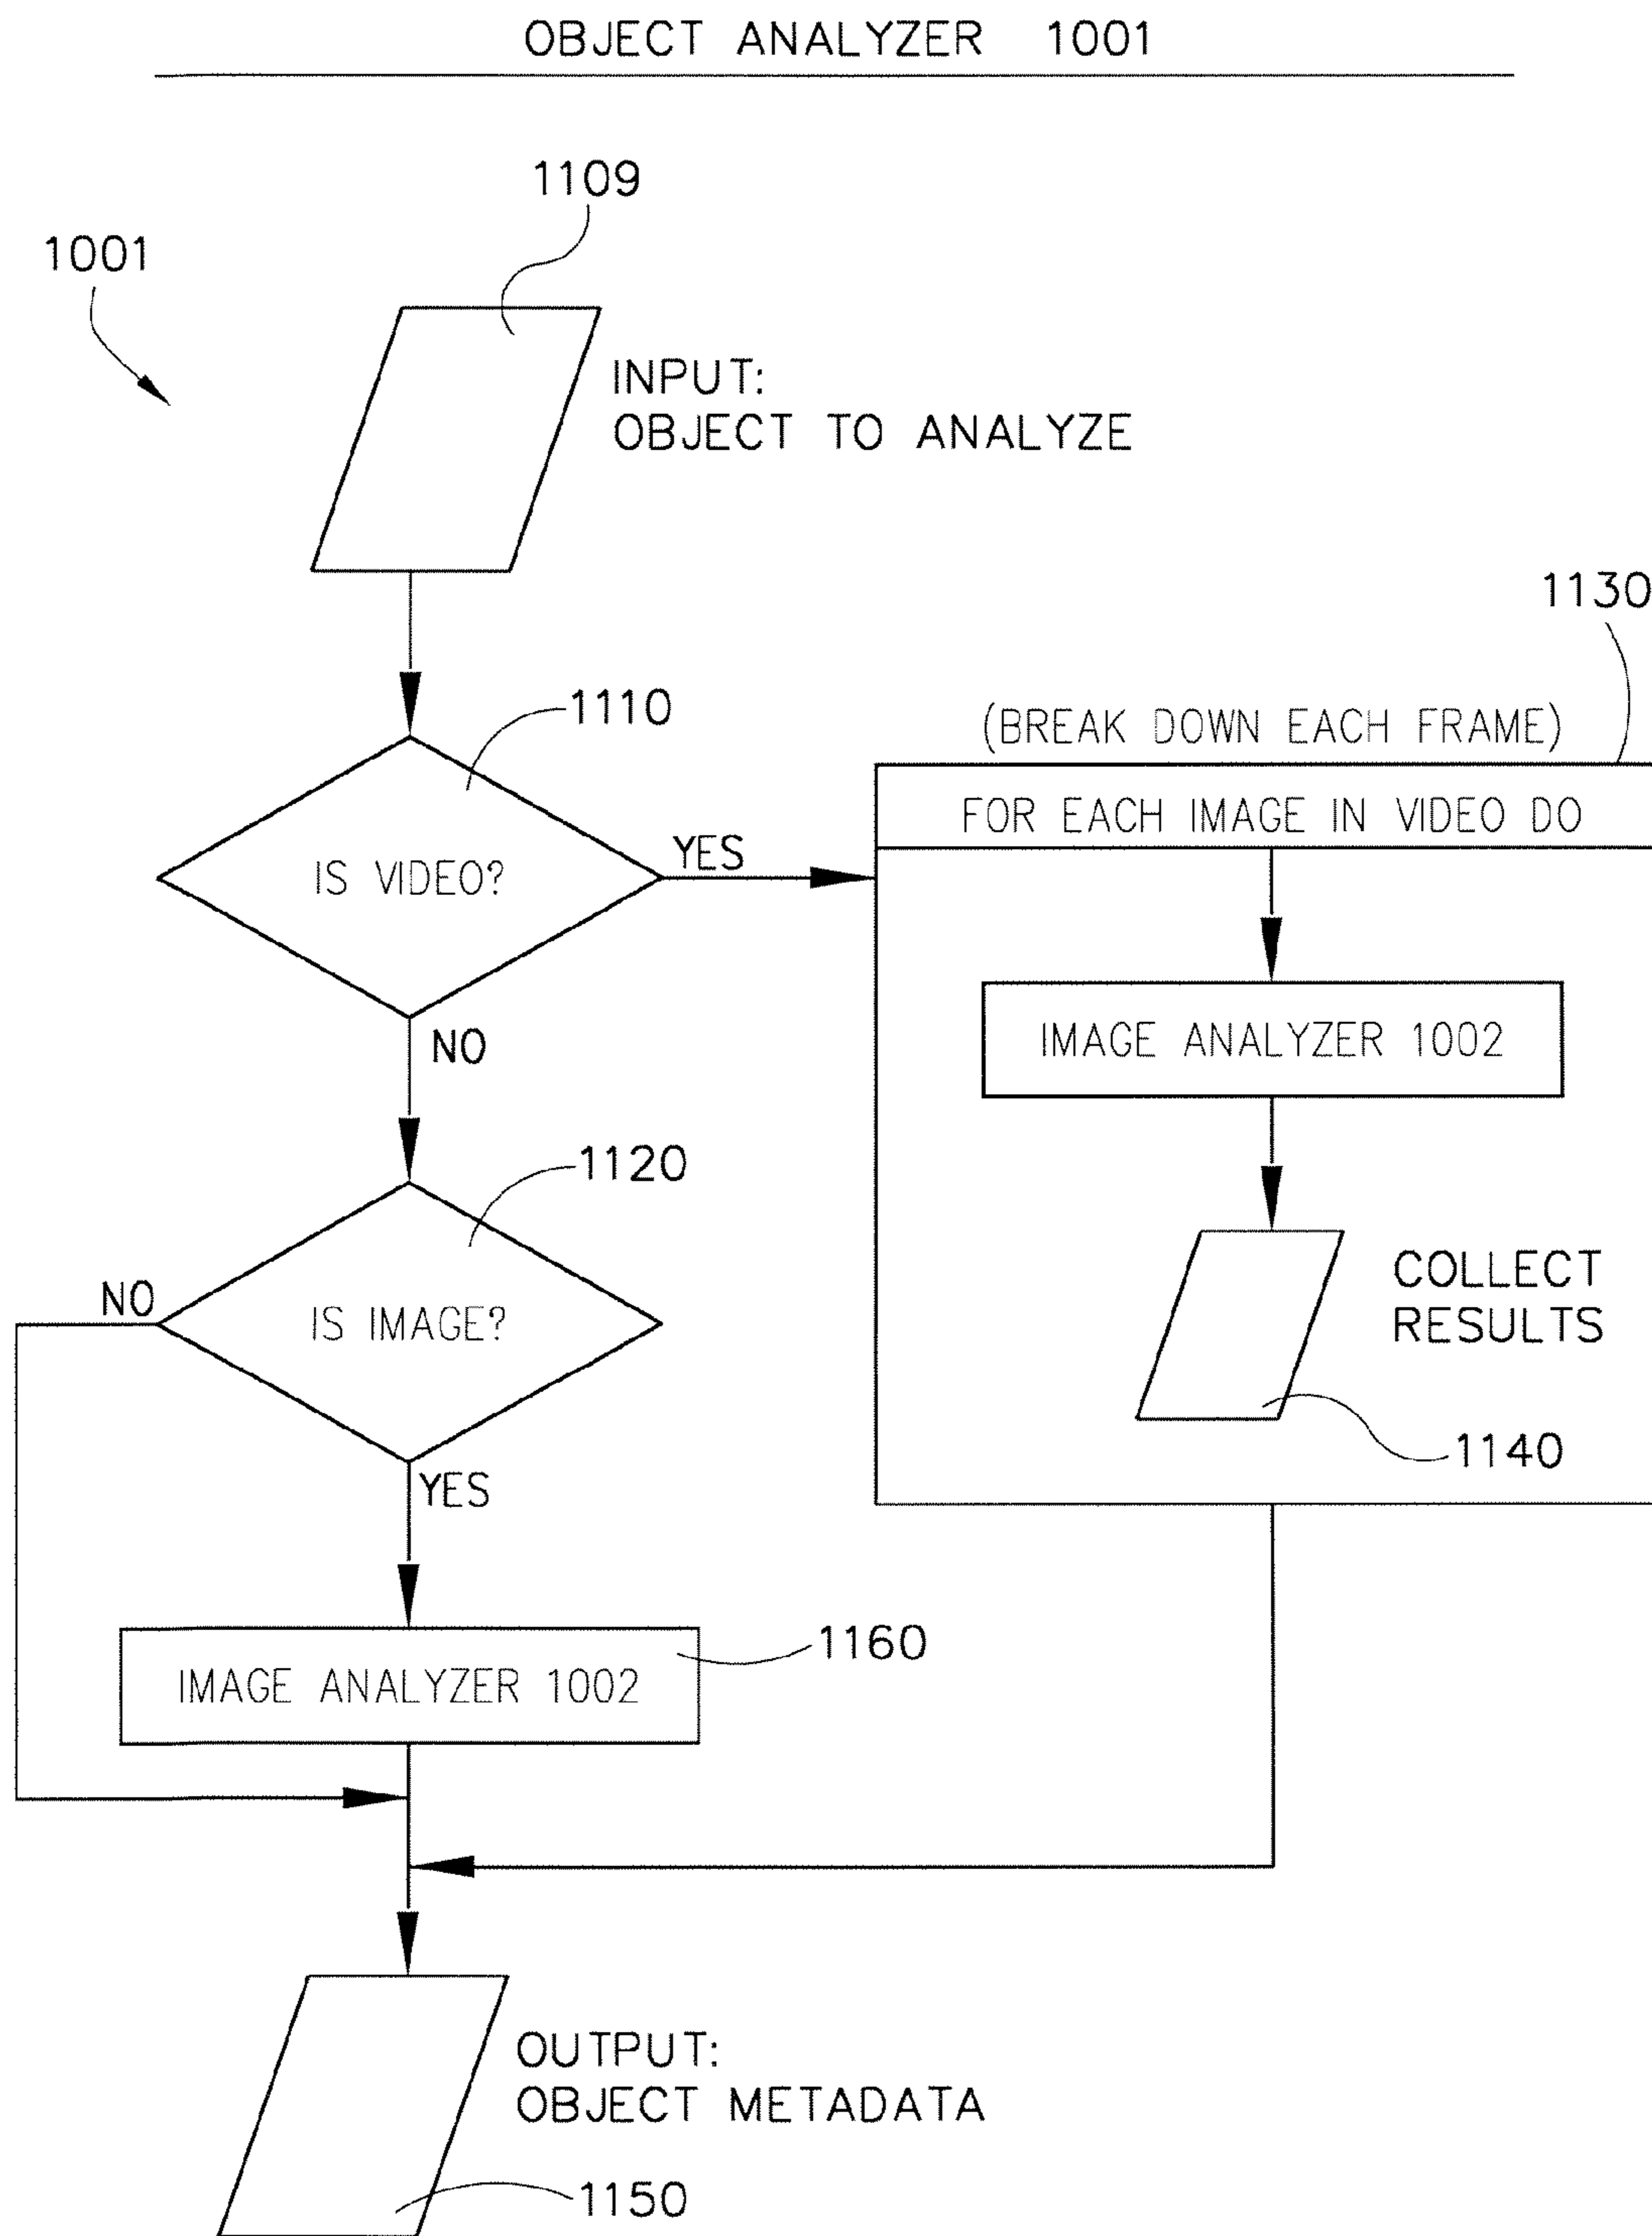 OBJECT ANALYZER 1001
1109
1001
INPUT:
OBJECT TO ANALYZE
1130
1110
(BREAK DOWN EACH FRAME)
FOR EACH IMAGE IN VIDEO DO
YES
IS VIDEO?
IMAGE ANALYZER 1002
NO
1120
COLLECT
RESULTS
NO
IS IMAGE?
1140
YES
1160
IMAGE ANALYZER 1002
OUTPUT:
OBJECT METADATA
1150